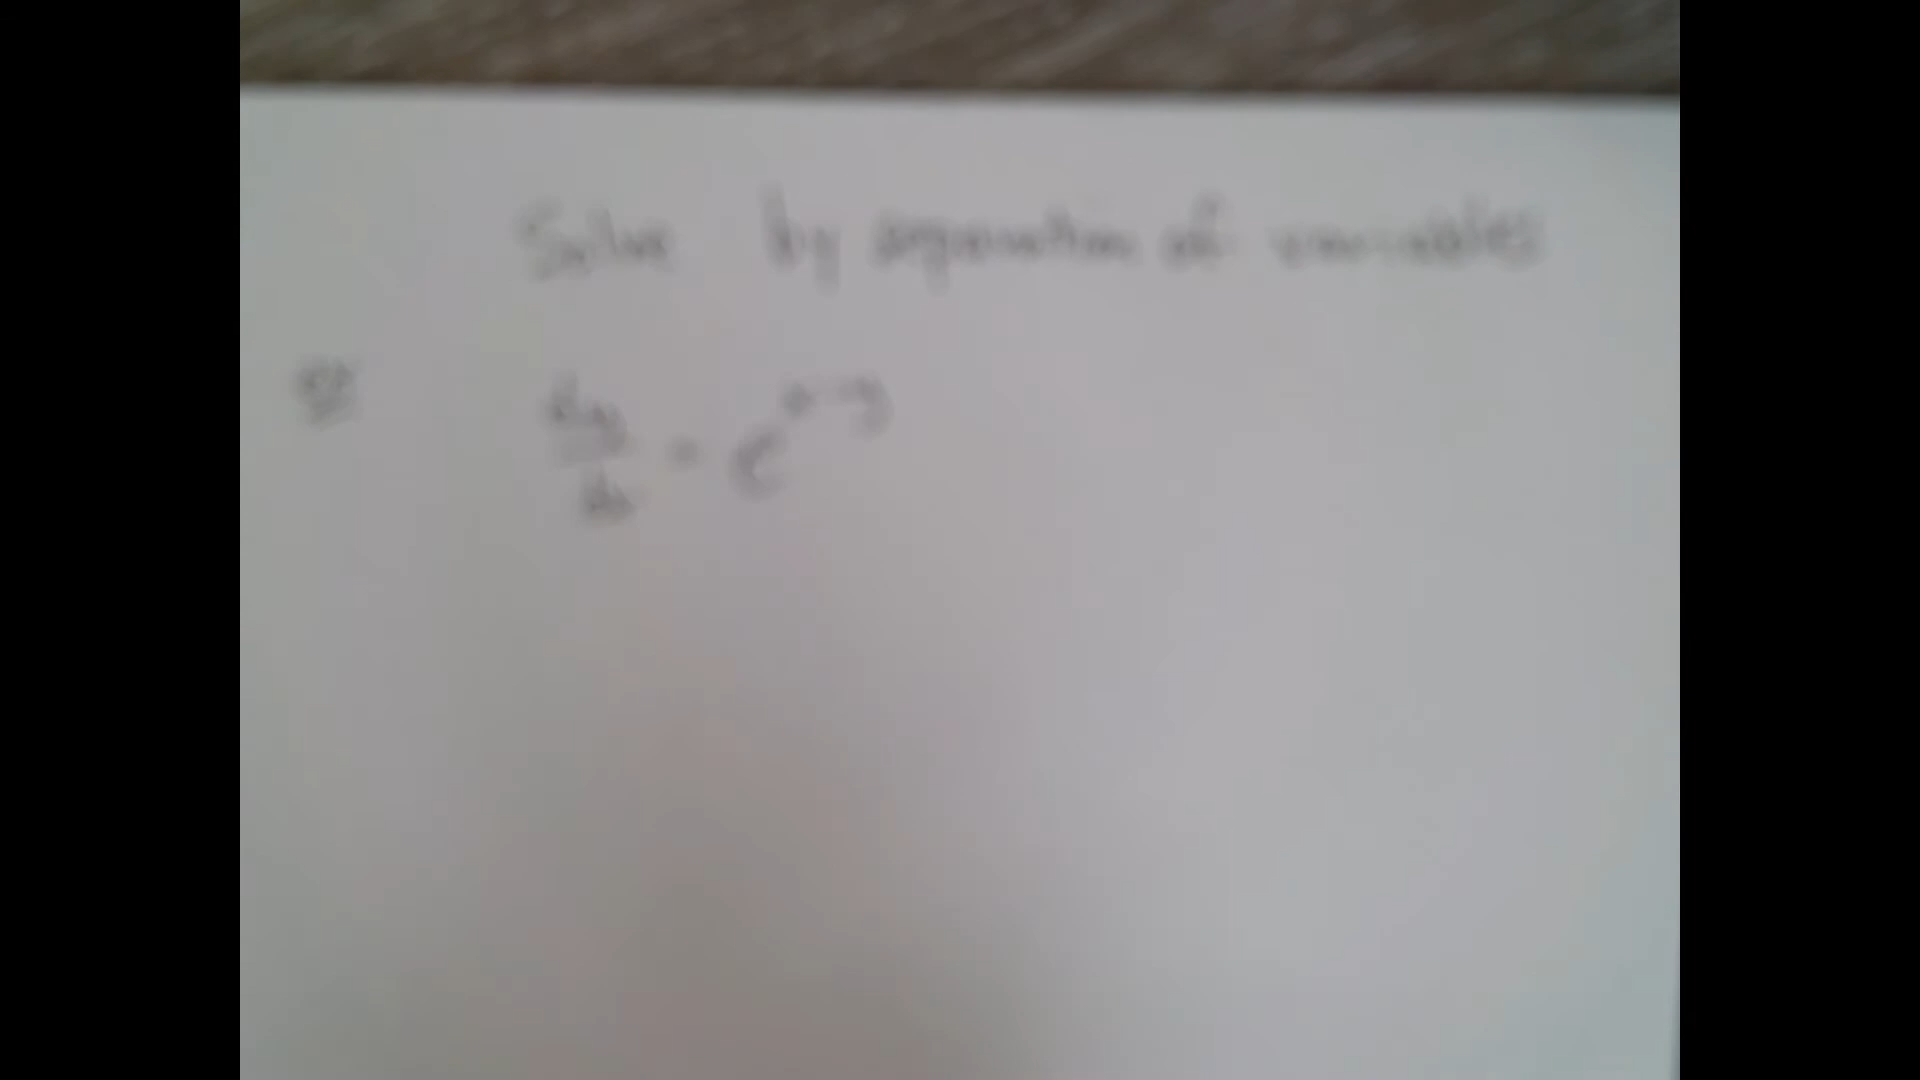 Solve by separation of variables
dy/dx = e^{x-y}